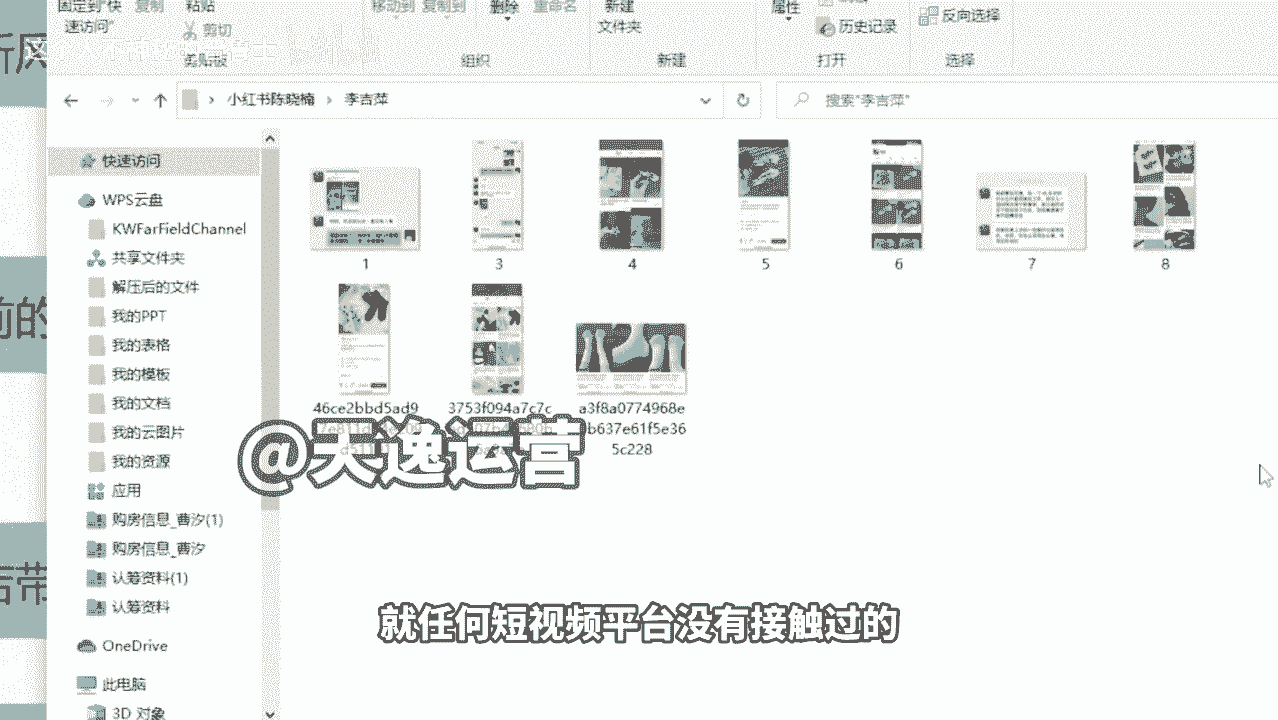 固定到"快 复制
粘贴
移动到 复制到
删除
重命名
新建
属性
反向选择
速访问"
剪切
文件夹
历史记录
剪贴板
组织
新建
打开
选择
小红书陈晓楠 › 李吉萍
搜索"李吉萍"
快速访问
WPS云盘
KWFarFieldChannel
共享文件夹
解压后的文件
我的PPT
我的表格
我的模板
我的文档
我的云图片
我的资源
应用
购房信息_曹汐(1)
购房信息_曹汐
认筹资料(1)
认筹资料
OneDrive
此电脑
3D 对象
1
3
4
5
6
7
8
46ce2bbd5ad9
3753f094a7c7c
a3f8a0774968e
b637e61f5e36
5c228
@天逸运营
就任何短视频平台没有接触过的